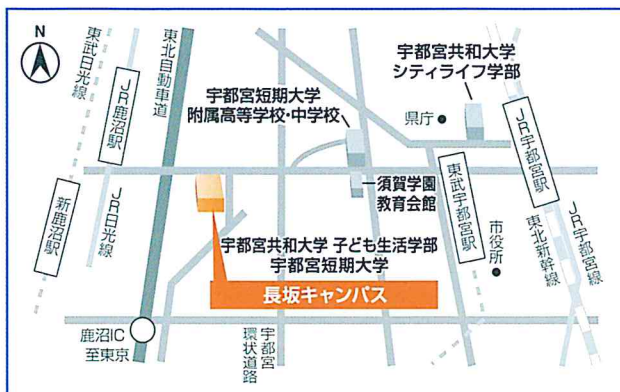 N
東武日光線
JR鹿沼駅
東北自動車道
宇都宮短期大学
附属高等学校・中学校
宇都宮共和大学
シティライフ学部
県庁
JR宇都宮駅
新鹿沼駅
JR日光線
須賀学園
教育会館
東武宇都宮駅
市役所
東北新幹線
JR宇都宮線
宇都宮共和大学 子ども生活学部
宇都宮短期大学
長坂キャンパス
鹿沼IC
至東京
宇都宮
環状道路